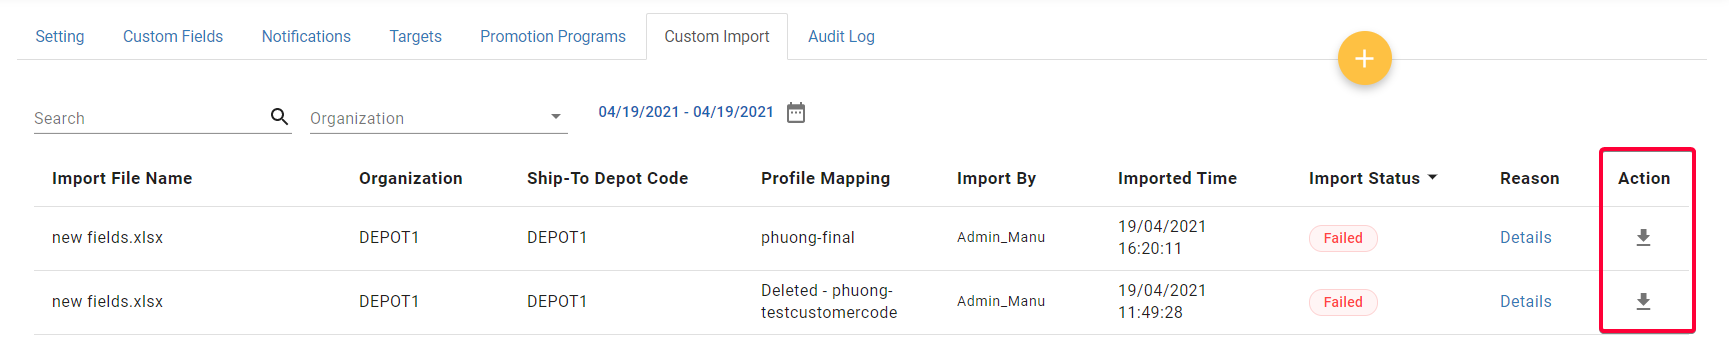 Setting Custom Fields Notifications Targets Promotion Programs Custom Import Audit Log
+
Search Organization 04/19/2021 - 04/19/2021
Import File Name Organization Ship-To Depot Code Profile Mapping Import By Imported Time Import Status Reason Action
new fields.xlsx DEPOT1 DEPOT1 phuong-final Admin_Manu 19/04/2021 Failed Details
16:20:11
new fields.xlsx DEPOT1 DEPOT1 Deleted - phuong- Admin_Manu 19/04/2021 Failed Details
testcustomercode 11:49:28